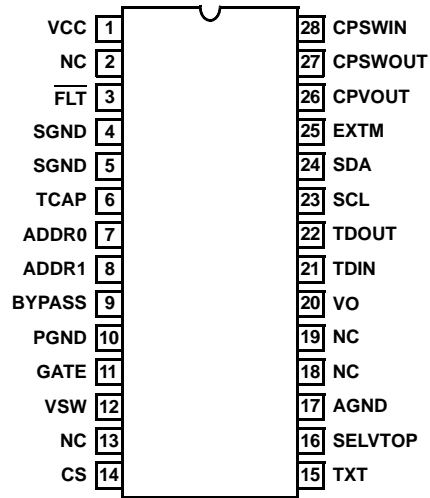 VCC 1 28 CPSWIN
NC 2 27 CPSWOUT
FLT 3 26 CPVOUT
SGND 4 25 EXTM
SGND 5 24 SDA
TCAP 6 23 SCL
ADDR0 7 22 TDOUT
ADDR1 8 21 TDIN
BYPASS 9 20 VO
PGND 10 19 NC
GATE 11 18 NC
VSW 12 17 AGND
NC 13 16 SELVTOP
CS 14 15 TXT